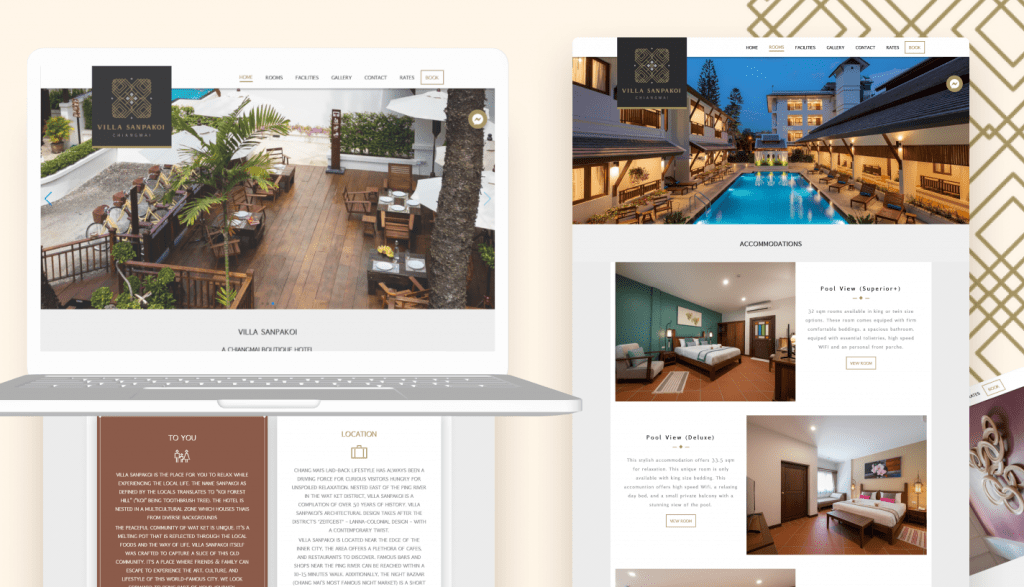 HOME ROOMS FACILITIES GALLERY CONTACT RATES BOOK
VILLA SANPAKOI
CHIANGMAI
VILLA SANPAKOI
A CHIANGMAI BOUTIQUE HOTEL
TO YOU
VILLA SANPAKOI IS THE PLACE FOR YOU TO RELAX WHILE
EXPERIENCING THE LOCAL LIFE. THE NAME SANPAKOI AS
DEFINED BY THE LOCALS TRANSLATES TO "KOI FOREST
HILL" ("KOI" BEING TOOTHBRUSH TREE). THE HOTEL IS
NESTED IN A MULTICULTURAL ZONE WHICH HOUSES THAIS
FROM DIVERSE BACKGROUNDS
THE PEACEFUL COMMUNITY OF WAT KET IS UNIQUE. IT'S A
MELTING POT THAT IS REFLECTED THROUGH THE LOCAL
FOODS AND THE WAY OF LIFE. VILLA SANPAKOI ITSELF
WAS CRAFTED TO CAPTURE A SLICE OF THIS OLD
COMMUNITY. IT'S A PLACE WHERE FRIENDS & FAMILY CAN
ESCAPE TO EXPERIENCE THE ART, CULTURE, AND
LIFESTYLE OF THIS WORLD-FAMOUS CITY. WE LOOK
LOCATION
CHIANG MAI'S LAID-BACK LIFESTYLE HAS ALWAYS BEEN A
DRIVING FORCE FOR CURIOUS VISITORS HUNGRY FOR
UNSPOILED RELAXATION. NESTED EAST OF THE PING RIVER
IN THE WAT KET DISTRICT, VILLA SANPAKOI IS A
COMPILATION OF OVER 30 YEARS OF HISTORY. VILLA
SANPAKOI'S ARCHITECTURAL DESIGN TAKES AFTER THE
DISTRICT'S "ZEITGEIST" - LANNA-COLONIAL DESIGN - WITH
A CONTEMPORARY TWIST.
VILLA SANPAKOI IS LOCATED NEAR THE EDGE OF THE
INNER CITY. THE AREA OFFERS A PLETHORA OF CAFES,
AND RESTAURANTS TO DISCOVER. FAMOUS BARS AND
SHOPS NEAR THE PING RIVER CAN BE REACHED WITHIN A
10-15 MINUTES WALK. ADDITIONALLY, THE NIGHT BAZAAR
(CHIANG MAI'S MOST FAMOUS NIGHT MARKET) IS A SHORT
HOME ROOMS FACILITIES GALLERY CONTACT RATES BOOK
VILLA SANPAKOI
CHIANGMAI
ACCOMMODATIONS
Pool View (Superior+)
32 sqm rooms available in king or twin size
options. These room comes equiped with firm
comfortable beddings, a spacious bathroom,
equiped with essential toiletries, high speed
WiFi and an personal front porche.
VIEW ROOM
Pool View (Deluxe)
This stylish accommodation offers 33.5 sqm
for relaxation. This unique room is only
available with king size bedding. This
accomuntion offers high speed WiFi, a relaxing
day bed, and a small private balcony with a
stunning view of the pool.
VIEW ROOM
RATES BOOK